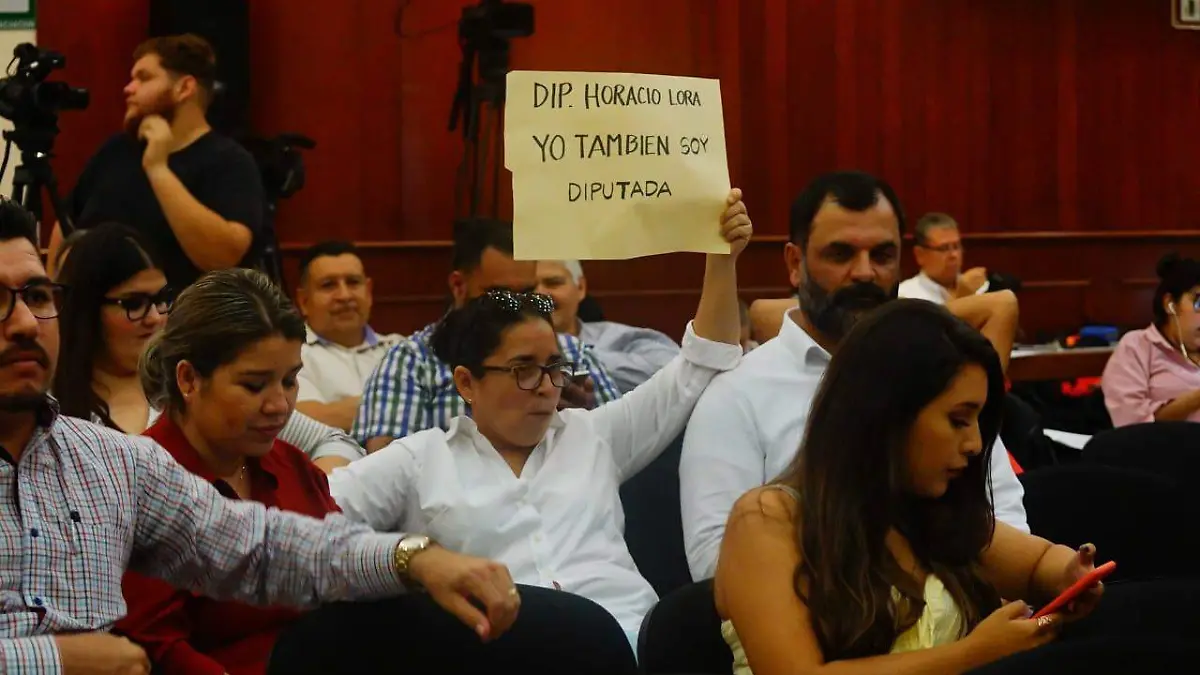 DIP. HORACIO LORA
YO TAMBIEN SOY
DIPUTADA